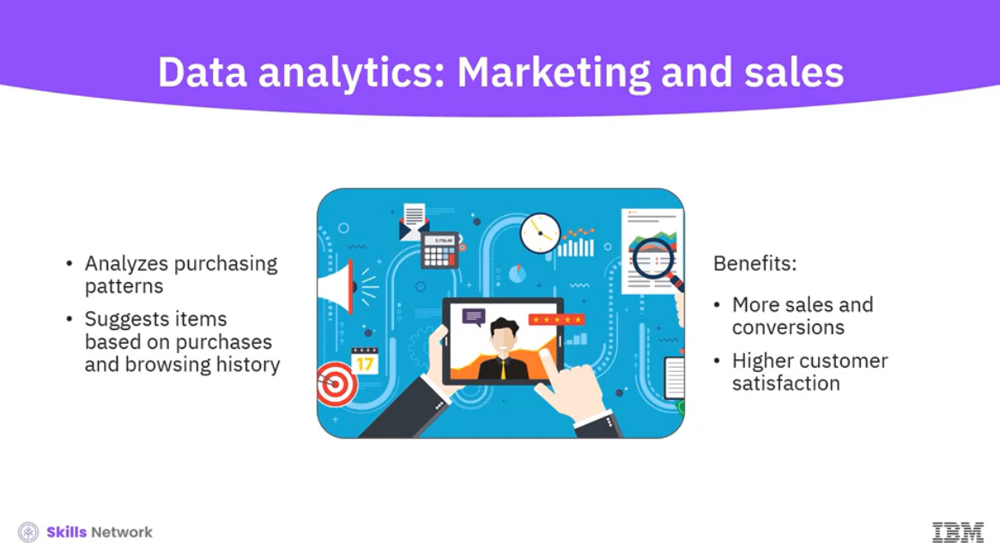 Data analytics: Marketing and sales
• Analyzes purchasing
patterns
• Suggests items
based on purchases
and browsing history
17
Benefits:
• More sales and
conversions
• Higher customer
satisfaction
Skills Network
IBM